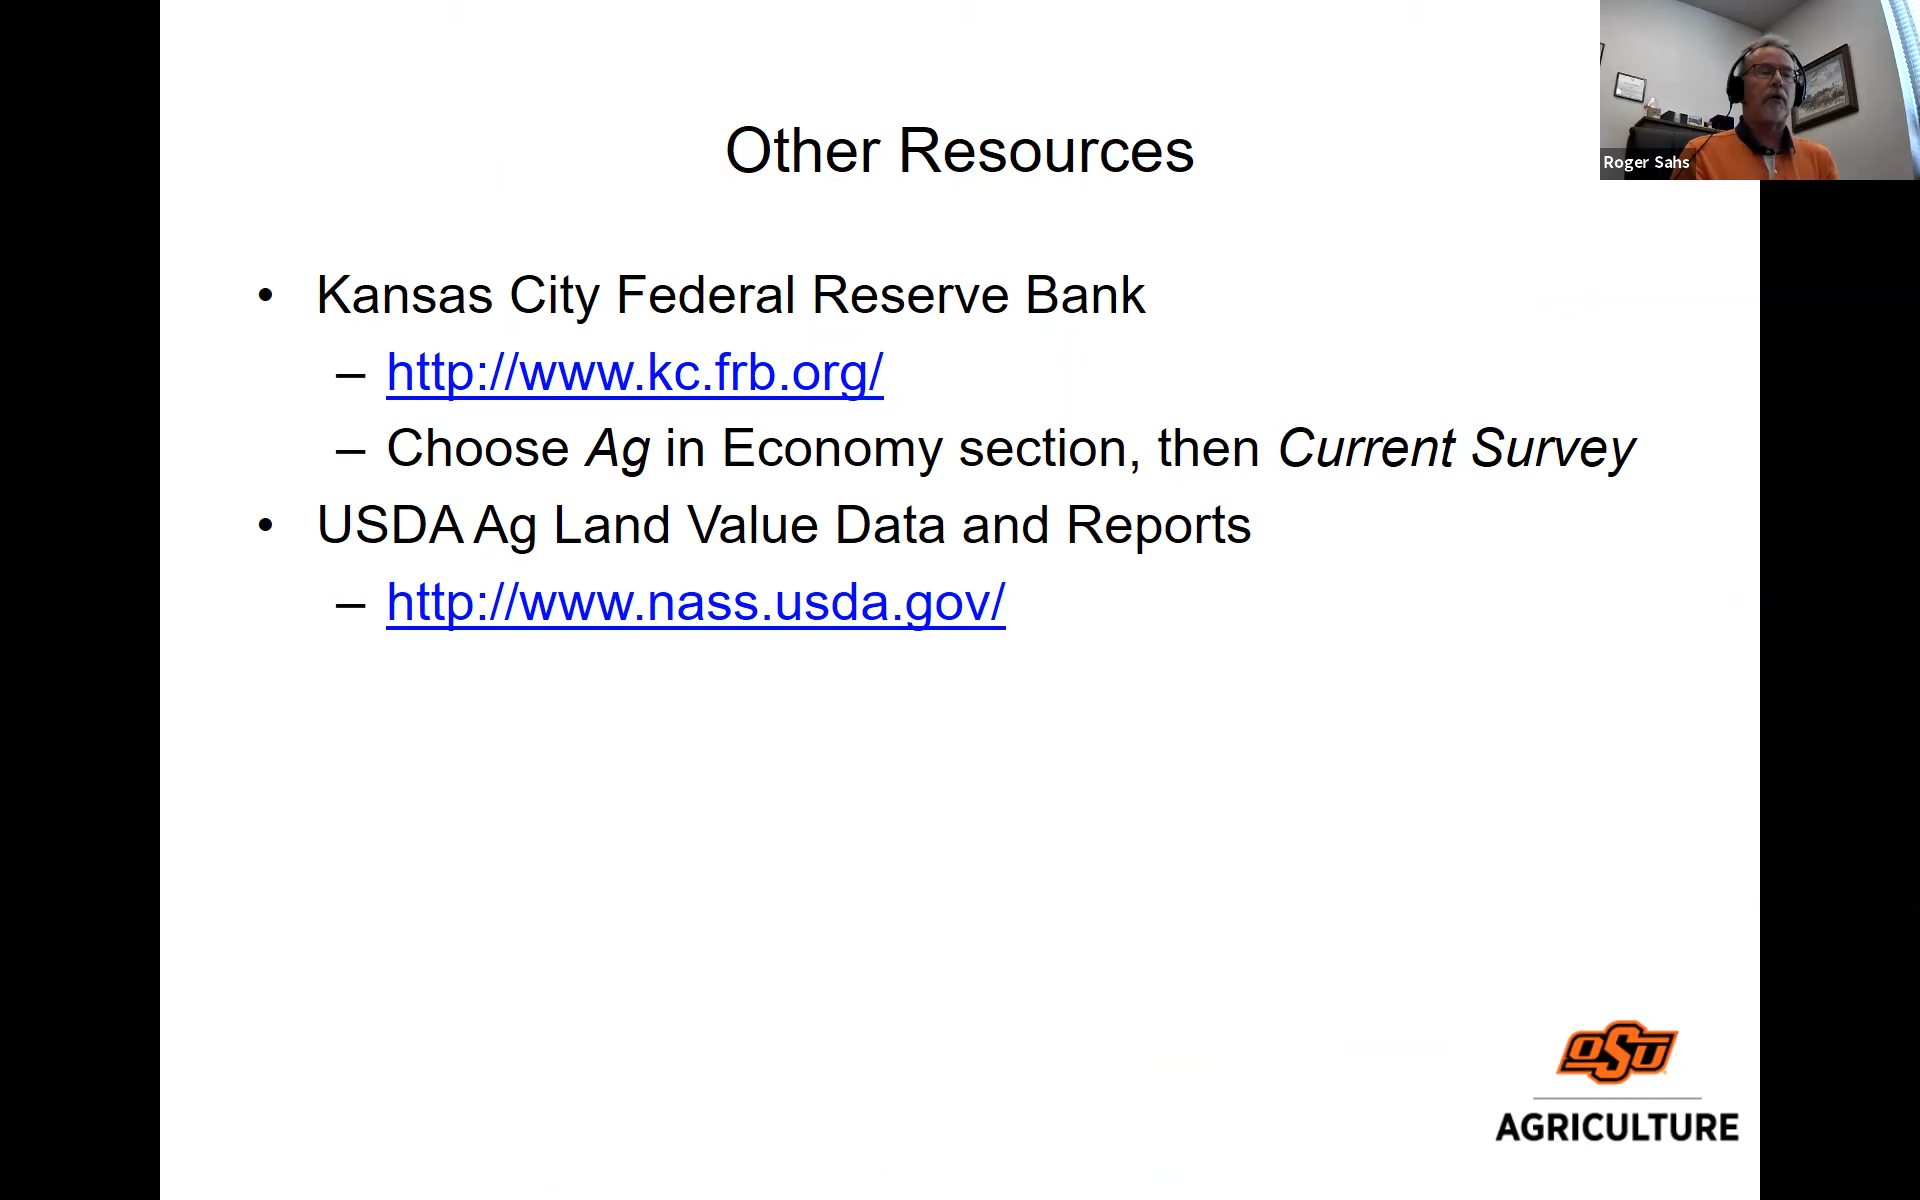 Other Resources
Roger Sahs
• Kansas City Federal Reserve Bank
– http://www.kc.frb.org/
– Choose Ag in Economy section, then Current Survey
• USDA Ag Land Value Data and Reports
– http://www.nass.usda.gov/
OSU
AGRICULTURE